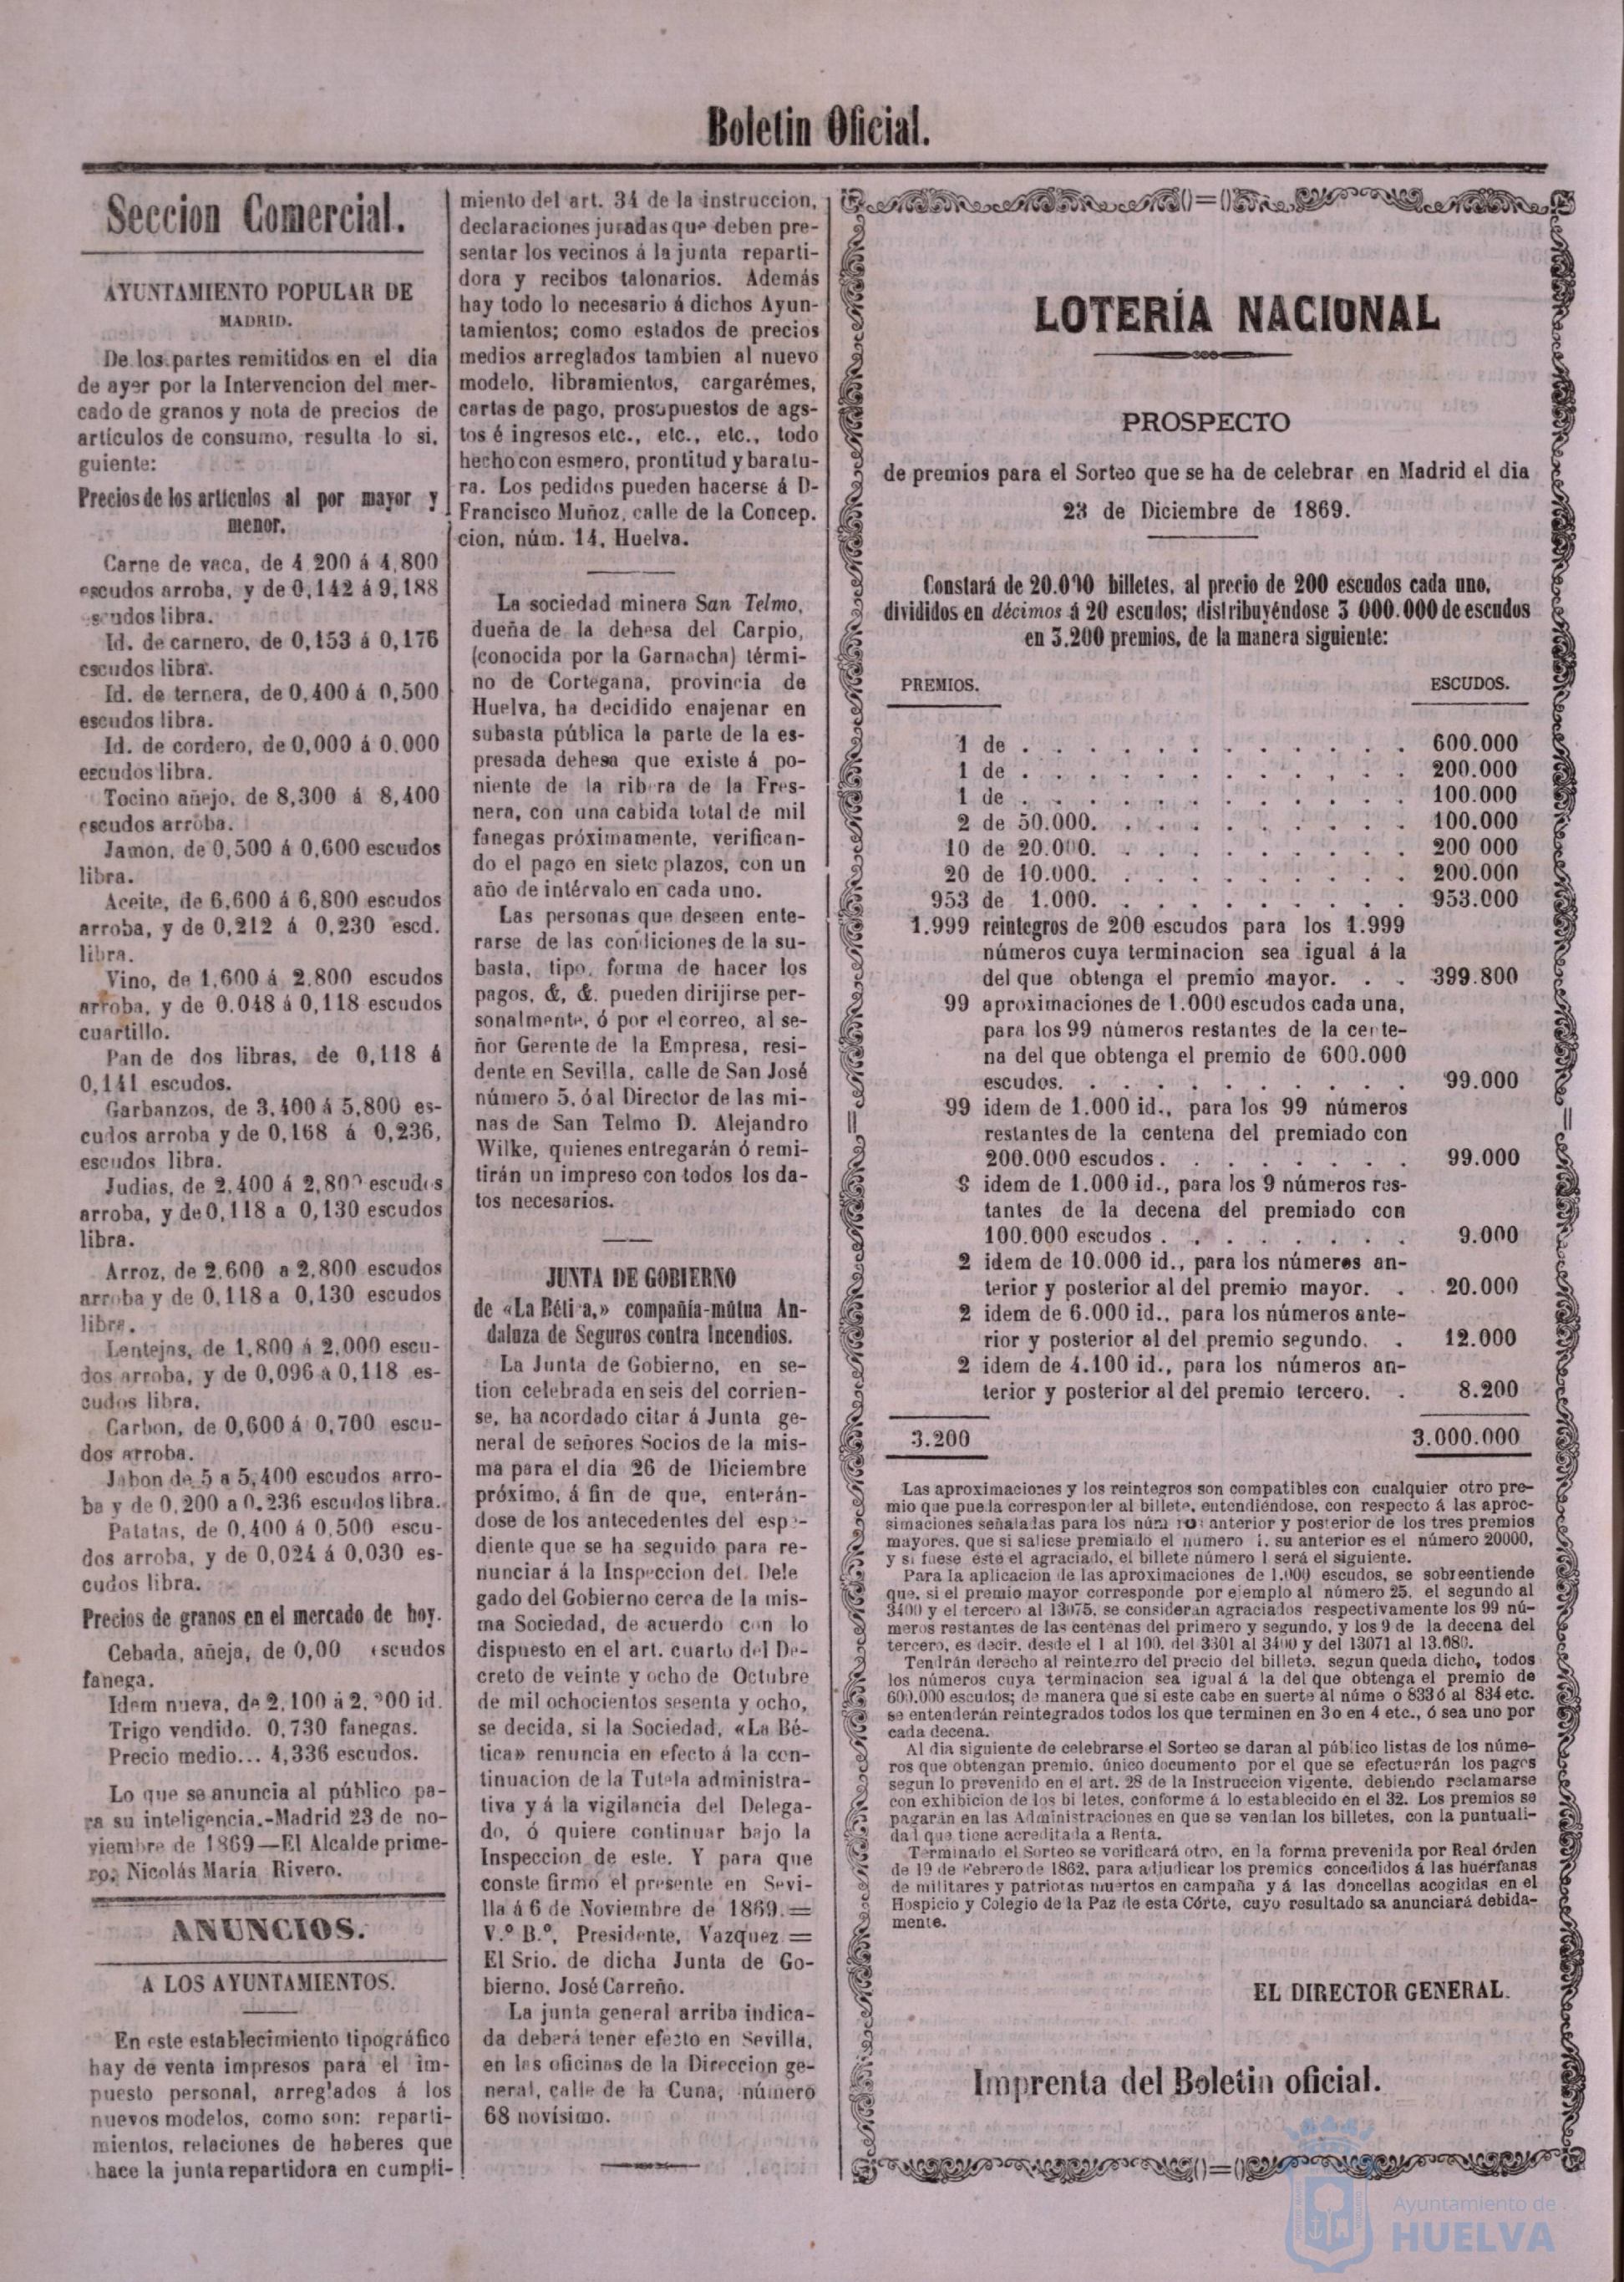 Boletin Oficial.
Seccion Comercial.
AYUNTAMIENTO POPULAR DE
MADRID.
De los partes remitidos en el dia
de ayer por la Intervencion del mer-
cado de granos y nota de precios de
artículos de consumo, resulta lo si,
guiente:
Precios de los artículos al por mayor y
menor.
Carne de vaca, de 4 200 á 4,800
escudos arroba, y de 0,142 á 9,188
scudos libra.
Id. de carnero, de 0,153 á 0,176
escudos libra.
Id. de ternera, de 0,400 á 0,500
escudos libra.
Id. de cordero, de 0,000 á 0.000
escudos libra.
Tocino añejo, de 8,300 á 8,400
escudos arroba.
Jamon, de 0,500 á 0,600 escudos
libra.
Aceite, de 6,600 á 6,800 escudos
arroba, y de 0,212 á 0,230 escd.
libra.
Vino, de 1,600 á 2,800 escudos
arroba, y de 0.048 á 0,118 escudos
cuartillo.
Pan de dos libras, de 0,118 á
0,141 escudos.
Garbanzos, de 3,400 á 5,800 es-
cudos arroba y de 0,168 á 0,236,
escudos libra.
Judias, de 2,400 á 2,800 escudos
arroba, y de 0,118 a 0,130 escudos
libra.
Arroz, de 2,600 a 2,800 escudos
arroba y de 0,118 a 0,130 escudos
libra.
Lentejas, de 1,800 á 2,000 escu-
dos arroba, y de 0,096 a 0,118 es-
cudos libra.
Carbon, de 0,600 á 0,700 escu-
dos arroba.
Jabon de 5 a 5,400 escudos arro-
ba y de 0,200 a 0.236 escudos libra.
Patatas, de 0,400 á 0,500 escu-
dos arroba, y de 0,024 á 0,030 es-
cudos libra.
Precios de granos en el mercado de hoy.
Cebada, añeja, de 0,00 escudos
fanega.
Idem nueva, de 2,100 á id.
Trigo vendido. 0,730 fanegas.
Precio medio... 4,336 escudos.
Lo que se anuncia al público pa-
ra su inteligencia.-Madrid 23 de no-
viembre de 1869—El Alcalde prime-
ro; Nicolás María Rivero.
ANUNCIOS.
A LOS AYUNTAMIENTOS.
En este establecimiento tipográfico
hay de venta impresos para el im-
puesto personal, arreglados á los
nuevos modelos, como son: reparti-
mientos, relaciones de haberes que
hace la junta repartidora en cumpli-
miento del art. 34 de la instruccion,
declaraciones juradas que deben pre-
sentar los vecinos á la junta reparti-
dora y recibos talonarios. Además
hay todo lo necesario á dichos Ayun-
tamientos; como estados de precios
medios arreglados tambien al nuevo
modelo, libramientos, cargarémes,
cartas de pago, prosupuestos de ags-
tos é ingresos etc., etc., etc., todo
hecho con esmero, prontitud y baratu-
ra. Los pedidos pueden hacerse á D-
Francisco Muñoz, calle de la Concep.
cion, núm. 14, Huelva.
La sociedad minera San Telmo,
dueña de la dehesa del Carpio,
(conocida por la Garnacha) térmi-
no de Cortegana, provincia de
Huelva, ha decidido enajenar en
subasta pública la parte de la es-
presada dehesa que existe á po-
niente de la ribera de la Fres-
nera, con una cabida total de mil
fanegas próximamente, verifican-
do el pago en siete plazos, con un
año de intérvalo en cada uno.
Las personas que deseen ente-
rarse de las condiciones de la su-
basta, tipo, forma de hacer los
pagos, &, &. pueden dirijirse per-
sonalmente, ó por el correo, al se-
ñor Gerente de la Empresa, resi-
dente en Sevilla, calle de San José
número 5, ó al Director de las mi-
nas de San Telmo D. Alejandro
Wilke, quienes entregarán ó remi-
tirán un impreso con todos los da-
tos necesarios.
JUNTA DE GOBIERNO
de «La Bética,» compañía-mútua An-
daluza de Seguros contra Incendios.
La Junta de Gobierno, en se-
tion celebrada en seis del corrien-
se, ha acordado citar á Junta ge-
neral de señores Socios de la mis-
ma para el dia 26 de Diciembre
próximo, á fin de que, enterán-
dose de los antecedentes del espe-
diente que se ha seguido para re-
nunciar á la Inspeccion del. Dele
gado del Gobierno cerca de la mis-
ma Sociedad, de acuerdo con lo
dispuesto en el art. cuarto del De-
creto de veinte y ocho de Octubre
de mil ochocientos sesenta y ocho,
se decida, si la Sociedad, «La Bé-
tica» renuncia en efecto á la con-
tinuacion de la Tutela administra-
tiva y á la vigilancia del Delega-
do, ó quiere continuar bajo la
Inspeccion de este. Y para que
conste firmo el presente en Sevi-
lla á 6 de Noviembre de 1869.=
V.º B.º, Presidente, Vazquez =
El Srio. de dicha Junta de Go-
bierno, José Carreño.
La junta general arriba indica-
da deberá tener efecto en Sevilla,
en las oficinas de la Direccion ge-
neral, calle de la Cuna, número
68 novísimo.
LOTERÍA NACIONAL
PROSPECTO
de premios para el Sorteo que se ha de celebrar en Madrid el dia
23 de Diciembre de 1869.
Constará de 20.000 billetes, al precio de 200 escudos cada uno,
divididos en décimos á 20 escudos; distribuyéndose 3 000.000 de escudos
en 3.200 premios, de la manera siguiente:
PREMIOS. ESCUDOS.
1 de . . . . . . . . . . . . 600.000
1 de . . . . . . . . . . . . 200.000
1 de . . . . . . . . . . . . 100.000
2 de 50.000. . . . . . . . . . 100.000
10 de 20.000. . . . . . . . . . 200 000
20 de 10.000. . . . . . . . . . 200.000
953 de 1.000. . . . . . . . . . 953.000
1.999 reintegros de 200 escudos para los 1.999
números cuya terminacion sea igual á la
del que obtenga el premio mayor. . . 399.800
99 aproximaciones de 1.000 escudos cada una,
para los 99 números restantes de la cente-
na del que obtenga el premio de 600.000
escudos. . . . . . . . . . . 99.000
99 idem de 1.000 id., para los 99 números
restantes de la centena del premiado con
200.000 escudos . . . . . . . . 99.000
idem de 1.000 id., para los 9 números res-
tantes de la decena del premiado con
100.000 escudos . . . . . . . . 9.000
2 idem de 10.000 id., para los números an-
terior y posterior al del premio mayor. . . 20.000
2 idem de 6.000 id., para los números ante-
rior y posterior al del premio segundo. . 12.000
2 idem de 4.100 id., para los números an-
terior y posterior al del premio tercero. . 8.200
3.200 3.000.000
Las aproximaciones y los reintegros son compatibles con cualquier otro pre-
mio que pueda corresponder al billete, entendiéndose, con respecto á las aproc-
simaciones señaladas para los números anterior y posterior de los tres premios
mayores, que si saliese premiado el número 1. su anterior es el número 20000,
y si fuese este el agraciado, el billete número 1 será el siguiente.
Para la aplicacion de las aproximaciones de 1.000 escudos, se sobreentiende
que, si el premio mayor corresponde por ejemplo al número 25. el segundo al
3400 y el tercero al 13075, se consideran agraciados respectivamente los 99 nú-
meros restantes de las centenas del primero y segundo, y los 9 de la decena del
tercero, es decir. desde el 1 al 100, del 3301 al 3400 y del 13071 al 13.080.
Tendrán derecho al reintegro del precio del billete, segun queda dicho, todos
los números cuya terminacion sea igual á la del que obtenga el premio de
600.000 escudos; de manera que si este cabe en suerte al núme o 833 ó al 834 etc.
se entenderán reintegrados todos los que terminen en 3 o en 4 etc., ó sea uno por
cada decena.
Al dia siguiente de celebrarse el Sorteo se daran al público listas de los núme-
ros que obtengan premio, único documento por el que se efectuarán los pagos
segun lo prevenido en el art. 28 de la Instruccion vigente, debiendo reclamarse
con exhibicion de los bi letes, conforme á lo establecido en el 32. Los premios se
pagarán en las Administraciones en que se vendan los billetes, con la puntuali-
dad que tiene acreditada a Renta.
Terminado el Sorteo se verificará otro, en la forma prevenida por Real órden
de 19 de Febrero de 1862, para adjudicar los premios concedidos á las huérfanas
de militares y patriotas muertos en campaña y á las doncellas acogidas en el
Hospicio y Colegio de la Paz de esta Córte, cuyo resultado sa anunciará debida-
mente.
EL DIRECTOR GENERAL.
Imprenta del Boletin oficial.
Ayuntamiento de
HUELVA